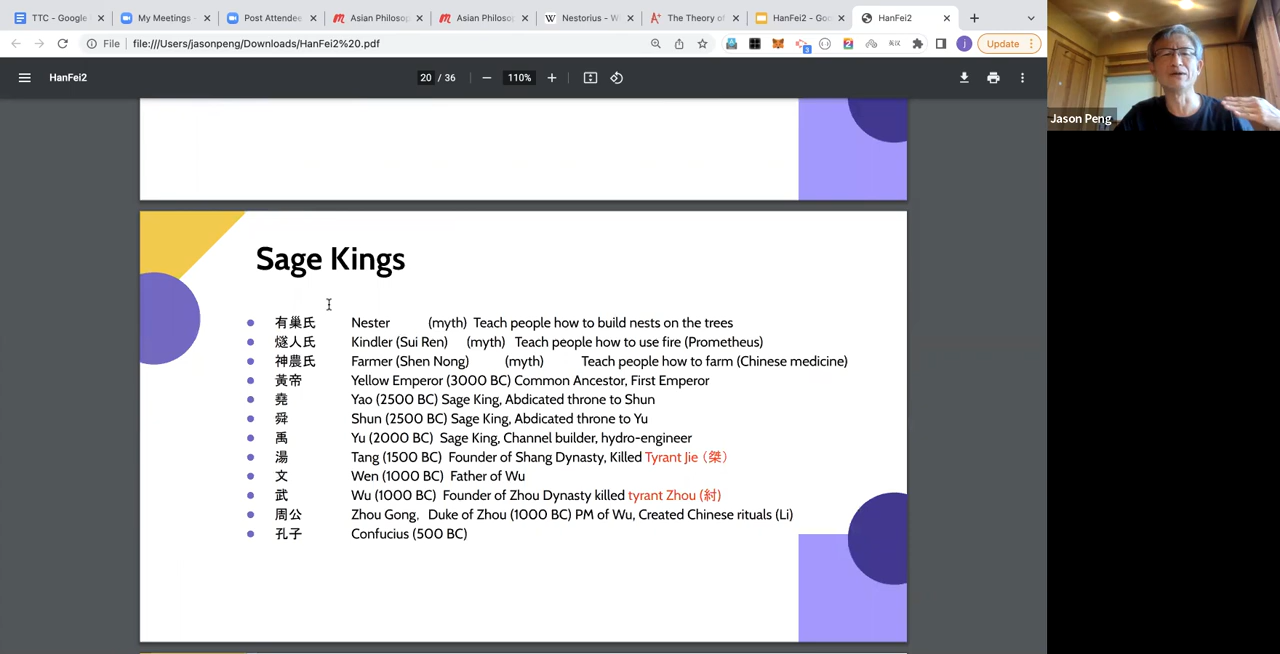 TTC - Google
My Meetings -
Post Attendee
Asian Philosop
Asian Philosop
Nestorius - Wi
The Theory of
HanFei2 - Goo
HanFei2
File file:///Users/jasonpeng/Downloads/HanFei2%20.pdf
Update
HanFei2
20 / 36
110%
Jason Peng
Sage Kings
有巢氏 Nester (myth) Teach people how to build nests on the trees
燧人氏 Kindler (Sui Ren) (myth) Teach people how to use fire (Prometheus)
神農氏 Farmer (Shen Nong) (myth) Teach people how to farm (Chinese medicine)
黃帝 Yellow Emperor (3000 BC) Common Ancestor, First Emperor
堯 Yao (2500 BC) Sage King, Abdicated throne to Shun
舜 Shun (2500 BC) Sage King, Abdicated throne to Yu
禹 Yu (2000 BC) Sage King, Channel builder, hydro-engineer
湯 Tang (1500 BC) Founder of Shang Dynasty, Killed Tyrant Jie (桀)
文 Wen (1000 BC) Father of Wu
武 Wu (1000 BC) Founder of Zhou Dynasty killed tyrant Zhou (紂)
周公 Zhou Gong, Duke of Zhou (1000 BC) PM of Wu, Created Chinese rituals (Li)
孔子 Confucius (500 BC)